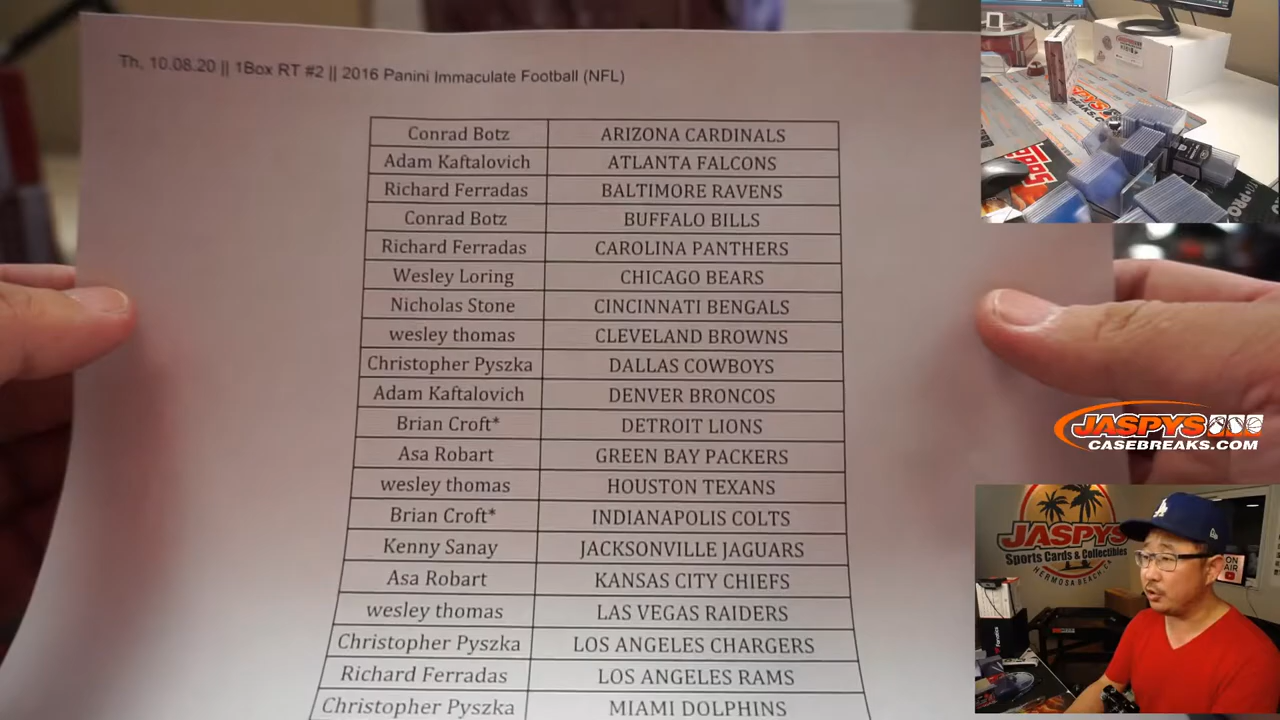 Th, 10.08.20 || 1Box RT #2 || 2016 Panini Immaculate Football (NFL)
Conrad Botz ARIZONA CARDINALS
Adam Kaftalovich ATLANTA FALCONS
Richard Ferradas BALTIMORE RAVENS
Conrad Botz BUFFALO BILLS
Richard Ferradas CAROLINA PANTHERS
Wesley Loring CHICAGO BEARS
Nicholas Stone CINCINNATI BENGALS
wesley thomas CLEVELAND BROWNS
Christopher Pyszka DALLAS COWBOYS
Adam Kaftalovich DENVER BRONCOS
Brian Croft* DETROIT LIONS
Asa Robart GREEN BAY PACKERS
wesley thomas HOUSTON TEXANS
Brian Croft* INDIANAPOLIS COLTS
Kenny Sanay JACKSONVILLE JAGUARS
Asa Robart KANSAS CITY CHIEFS
wesley thomas LAS VEGAS RAIDERS
Christopher Pyszka LOS ANGELES CHARGERS
Richard Ferradas LOS ANGELES RAMS
Christopher Pyszka MIAMI DOLPHINS
JASPYS
CASEBREAKS.COM
JASPYS
Sports Cards & Collectibles
HERMOSA BEACH, CA
ON
AIR